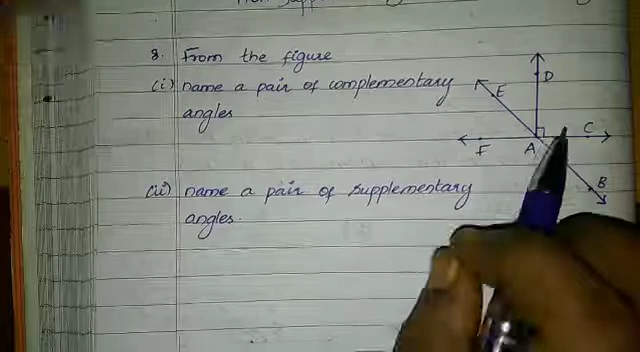 8. From the figure
(i) name a pair of complementary
angles
(ii) name a pair of supplementary
angles.
D
E
C
F
A
B